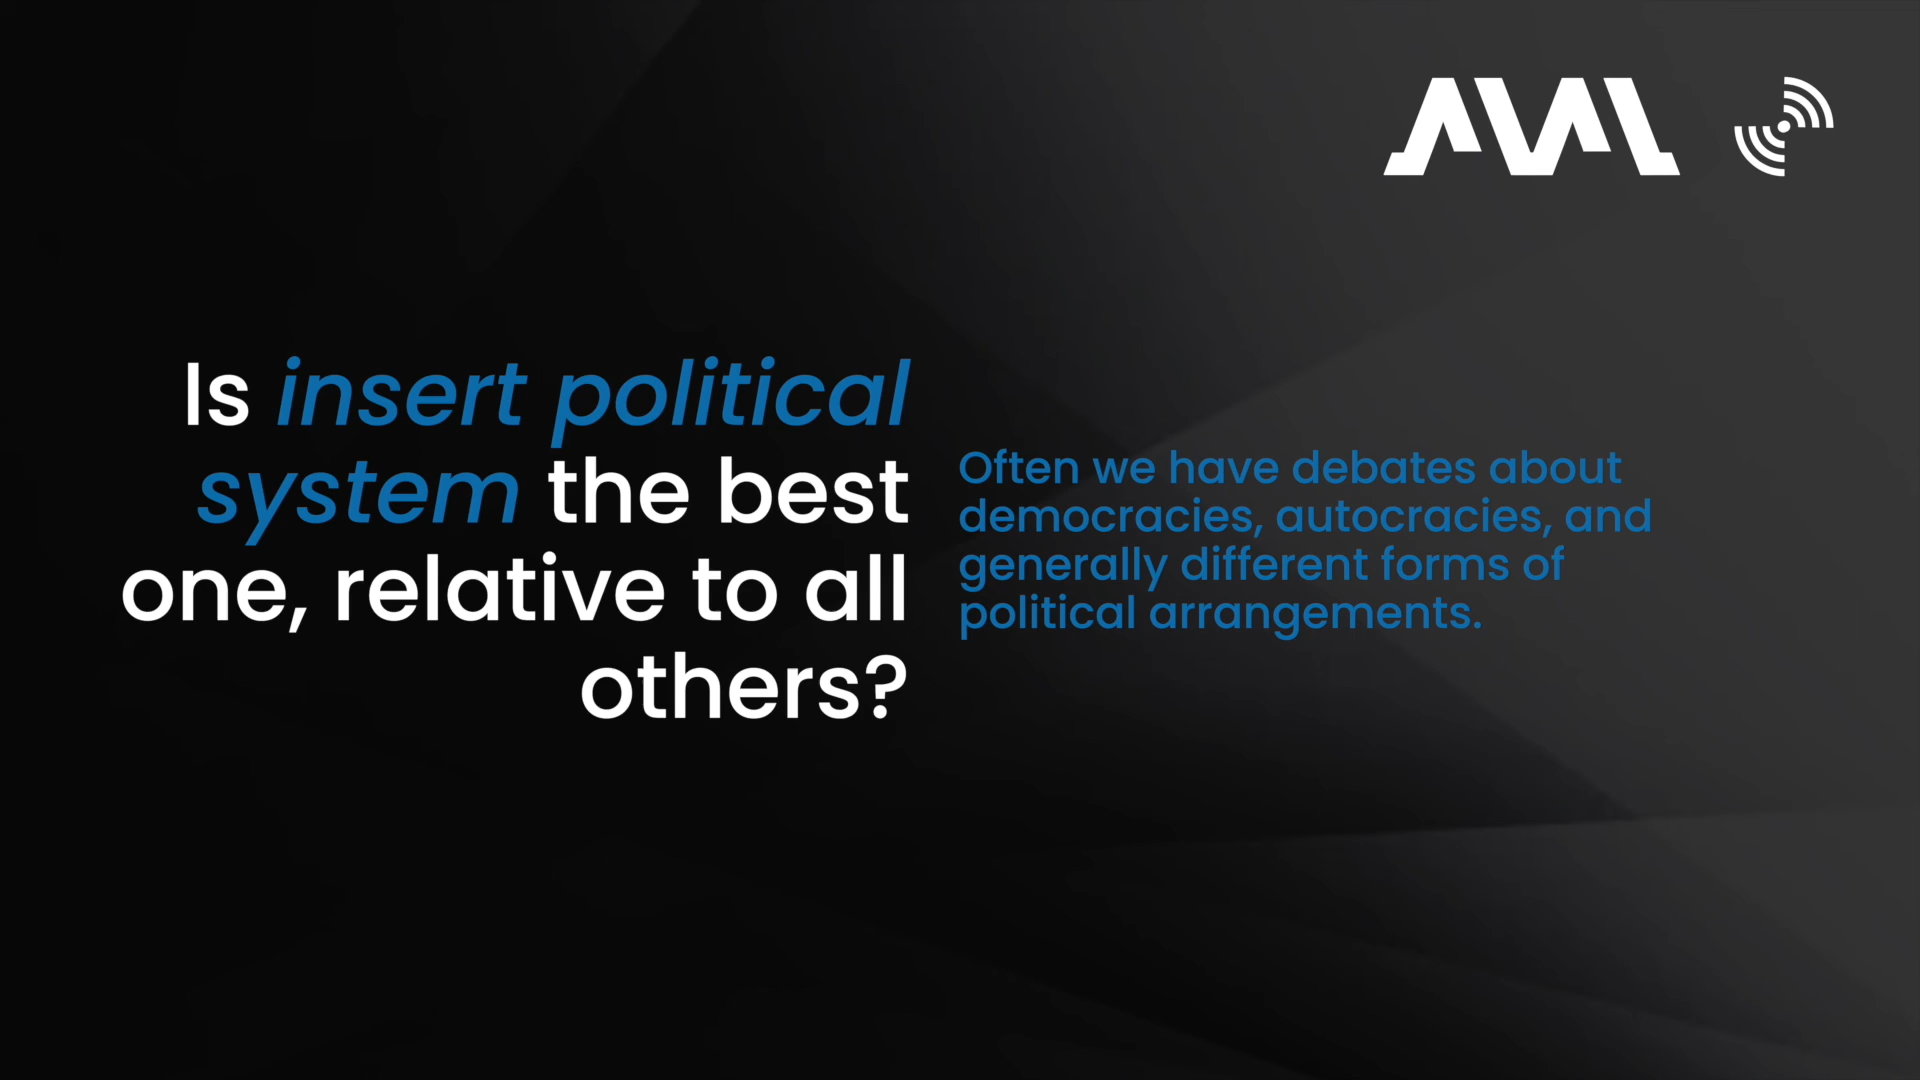 Is insert political
system the best
one, relative to all
others?
Often we have debates about
democracies, autocracies, and
generally different forms of
political arrangements.